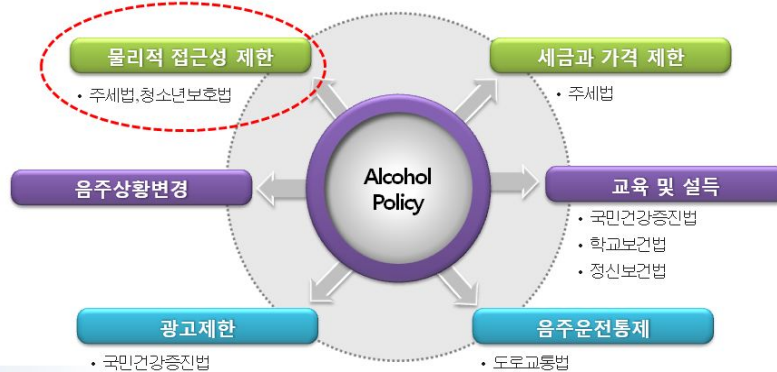 물리적 접근성 제한
• 주세법,청소년보호법
세금과 가격 제한
• 주세법
음주상황변경
Alcohol
Policy
교육 및 설득
• 국민건강증진법
• 학교보건법
• 정신보건법
광고제한
• 국민건강증진법
음주운전통제
• 도로교통법